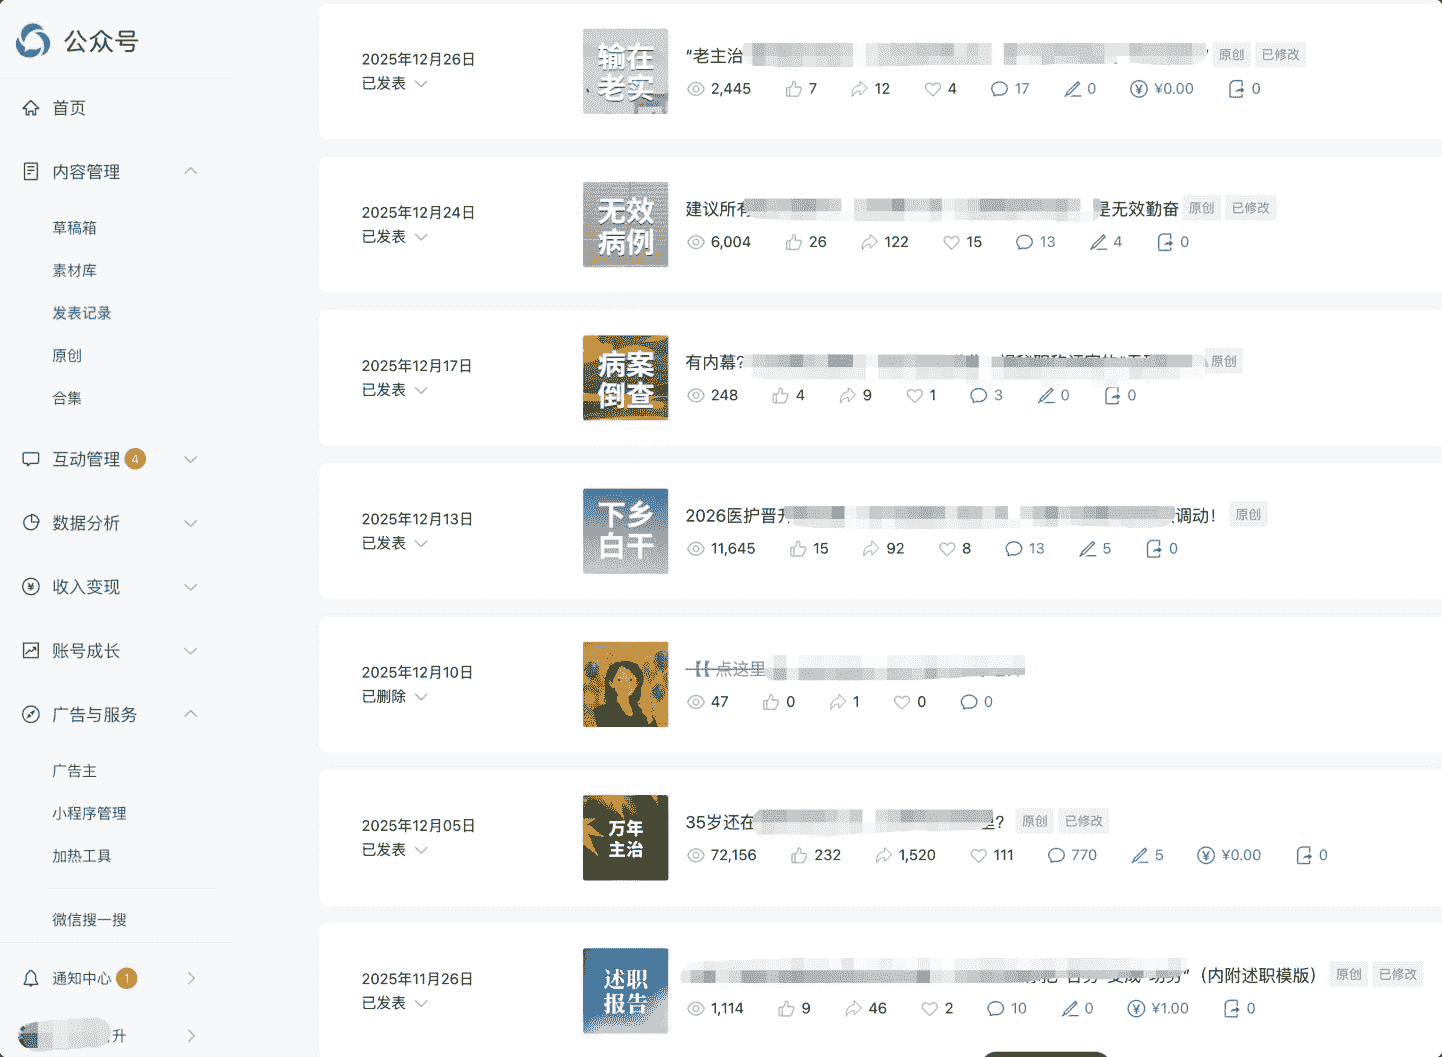 公众号
首页
内容管理
草稿箱
素材库
发表记录
原创
合集
互动管理 4
数据分析
收入变现
账号成长
广告与服务
广告主
小程序管理
加热工具
微信搜一搜
通知中心 1
升
2025年12月26日
已发表
输在
老实
“老主治
原创 已修改
2,445 7 12 4 17 0 ¥0.00 0
2025年12月24日
已发表
无效
病例
建议所有 是无效勤奋 原创 已修改
6,004 26 122 15 13 4 0
2025年12月17日
已发表
病案
倒查
有内幕? 原创
248 4 9 1 3 0 0
2025年12月13日
已发表
下乡
白干
2026医护晋升 调动! 原创
11,645 15 92 8 13 5 0
2025年12月10日
已删除
【【点这里
47 0 1 0 0
2025年12月05日
已发表
万年
主治
35岁还在 ? 原创 已修改
72,156 232 1,520 111 770 5 ¥0.00 0
2025年11月26日
已发表
述职
报告
”（内附述职模版） 原创 已修改
1,114 9 46 2 10 0 ¥1.00 0